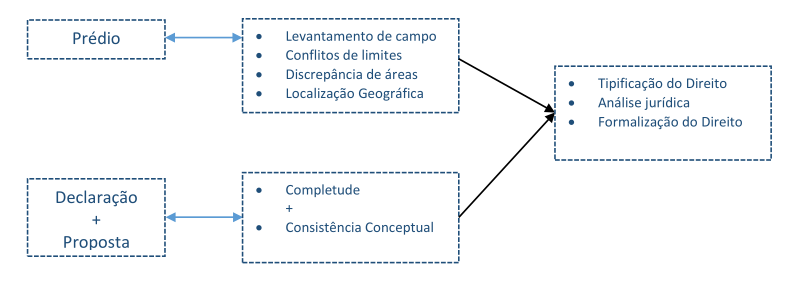 Prédio
• Levantamento de campo
• Conflitos de limites
• Discrepância de áreas
• Localização Geográfica
• Tipificação do Direito
• Análise jurídica
• Formalização do Direito
Declaração
+
Proposta
• Completude
+
• Consistência Conceptual